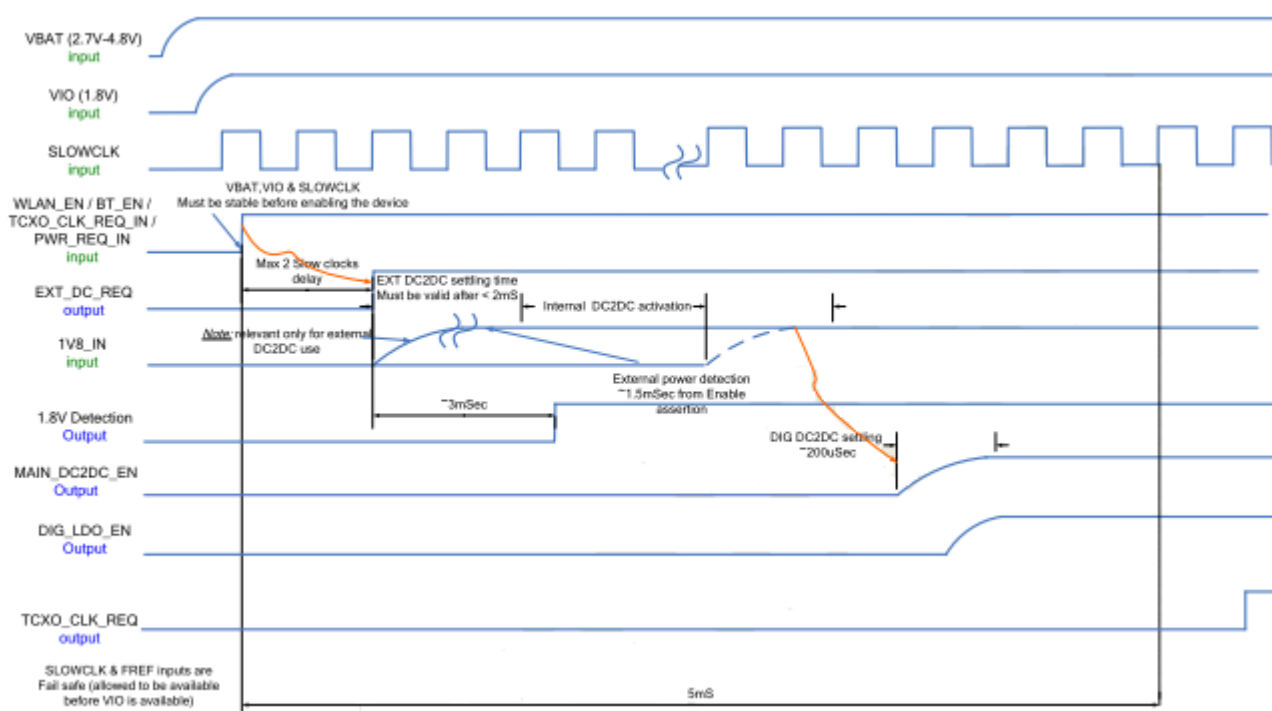 VBAT (2.7V-4.8V)
input
VIO (1.8V)
input
SLOWCLK
input
VBAT,VIO & SLOWCLK
Must be stable before enabling the device
WLAN_EN / BT_EN /
TCXO_CLK_REQ_IN /
PWR_REQ_IN
input
Max 2 Slow clocks
delay
EXT_DC_REQ
output
EXT DC2DC settling time
Must be valid after < 2mS
Internal DC2DC activation
Note: relevant only for external
DC2DC use
1V8_IN
input
External power detection
~1.5mSec from Enable
assertion
~3mSec
1.8V Detection
Output
DIG DC2DC settling
~200uSec
MAIN_DC2DC_EN
Output
DIG_LDO_EN
Output
TCXO_CLK_REQ
output
SLOWCLK & FREF inputs are
Fail safe (allowed to be available
before VIO is available)
5mS